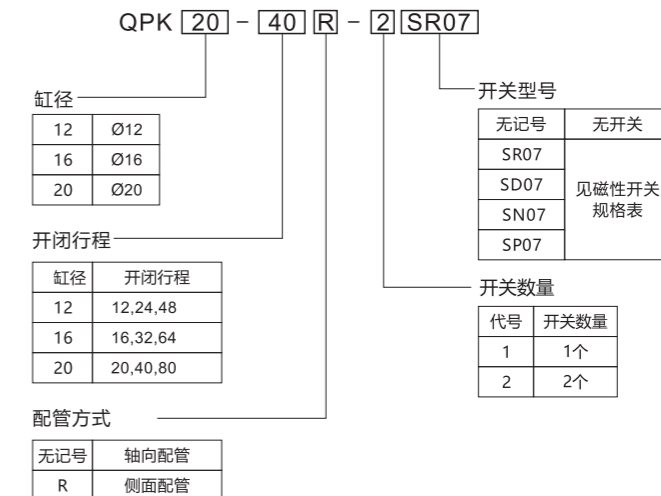 QPK 20 - 40 R - 2 SR07
缸径
12 Ø12
16 Ø16
20 Ø20
开闭行程
缸径 开闭行程
12 12,24,48
16 16,32,64
20 20,40,80
配管方式
无记号 轴向配管
R 侧面配管
开关型号
无记号 无开关
SR07
SD07
SN07
SP07
见磁性开关
规格表
开关数量
代号 开关数量
1 1个
2 2个